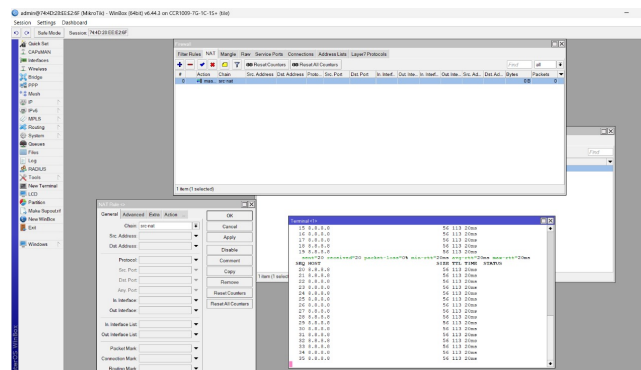 admin@74:4D:28:EE:E2:6F (MikroTik) - WinBox (64bit) v6.44.3 on CCR1009-7G-1C-1S+ (tile)
Session Settings Dashboard
Safe Mode Session: 74:4D:28:EE:E2:6F
Quick Set
CAPsMAN
Interfaces
Wireless
Bridge
PPP
Mesh
IP
IPv6
MPLS
Routing
System
Queues
Files
Log
RADIUS
Tools
New Terminal
LCD
Partition
Make Supout.rif
New WinBox
Exit
Windows
Firewall
Filter Rules NAT Mangle Raw Service Ports Connections Address Lists Layer7 Protocols
Reset Counters Reset All Counters Find all
# Action Chain Src. Address Dst. Address Proto... Src. Port Dst. Port In. Interf... Out. Inte... In. Interf... Out. Inte... Src. Ad... Dst. Ad... Bytes Packets
0 mas... srcnat 0 B 0
1 item (1 selected)
Find
1 item (1 select
NAT Rule <>
General Advanced Extra Action ...
Chain: srcnat
Src. Address:
Dst. Address:
Protocol:
Src. Port:
Dst. Port:
Any. Port:
In. Interface:
Out. Interface:
In. Interface List:
Out. Interface List:
Packet Mark:
Connection Mark:
Routing Mark:
OK
Cancel
Apply
Disable
Comment
Copy
Remove
Reset Counters
Reset All Counters
Terminal <1>
15 8.8.8.8 56 113 20ms
16 8.8.8.8 56 113 20ms
17 8.8.8.8 56 113 20ms
18 8.8.8.8 56 113 20ms
19 8.8.8.8 56 113 20ms
sent=20 received=20 packet-loss=0% min-rtt=20ms avg-rtt=20ms max-rtt=20ms
SEQ HOST SIZE TTL TIME STATUS
20 8.8.8.8 56 113 20ms
21 8.8.8.8 56 113 20ms
22 8.8.8.8 56 113 20ms
23 8.8.8.8 56 113 20ms
24 8.8.8.8 56 113 20ms
25 8.8.8.8 56 113 20ms
26 8.8.8.8 56 113 20ms
27 8.8.8.8 56 113 20ms
28 8.8.8.8 56 113 20ms
29 8.8.8.8 56 113 20ms
30 8.8.8.8 56 113 20ms
31 8.8.8.8 56 113 20ms
32 8.8.8.8 56 113 20ms
33 8.8.8.8 56 113 20ms
34 8.8.8.8 56 113 20ms
35 8.8.8.8 56 113 20ms